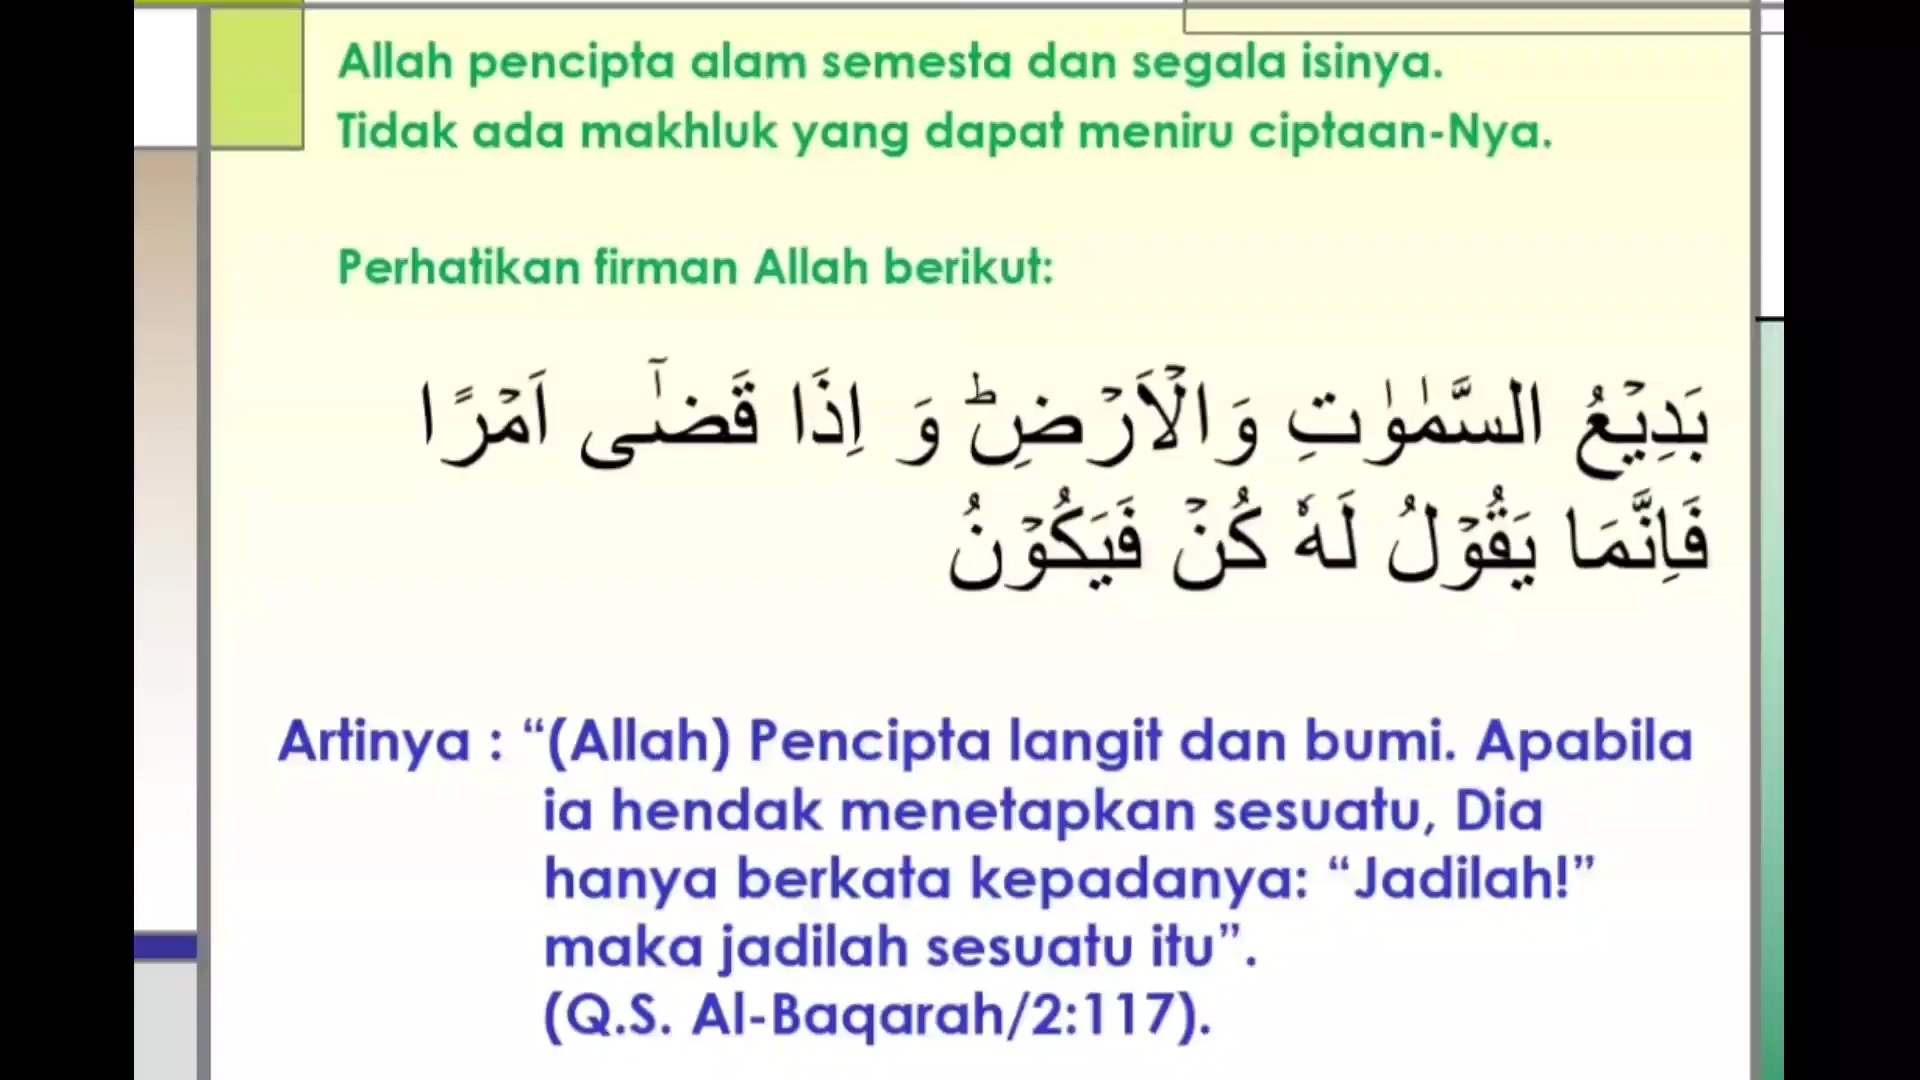 Allah pencipta alam semesta dan segala isinya.
Tidak ada makhluk yang dapat meniru ciptaan-Nya.
Perhatikan firman Allah berikut:
بَدِيۡعُ السَّمٰوٰتِ وَالۡاَرۡضِؕ وَ اِذَا قَضٰٓى اَمۡرًا
فَاِنَّمَا يَقُوۡلُ لَهٗ كُنۡ فَيَكُوۡنُ
Artinya : “(Allah) Pencipta langit dan bumi. Apabila
ia hendak menetapkan sesuatu, Dia
hanya berkata kepadanya: “Jadilah!”
maka jadilah sesuatu itu”.
(Q.S. Al-Baqarah/2:117).